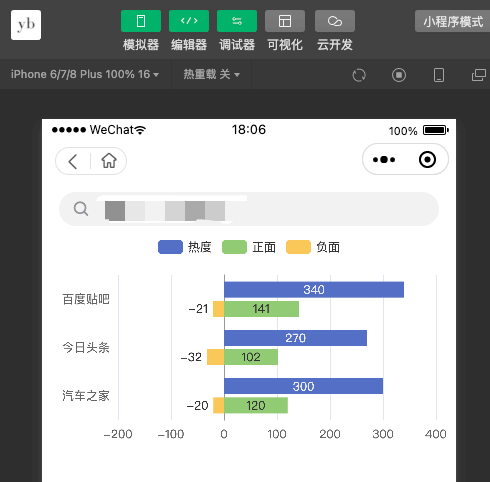 yb
模拟器 编辑器 调试器 可视化 云开发 小程序模式
iPhone 6/7/8 Plus 100% 16 热重载 关
WeChat 18:06 100%
热度 正面 负面
百度贴吧 340
-21 141
今日头条 270
-32 102
汽车之家 300
-20 120
-200 -100 0 100 200 300 400